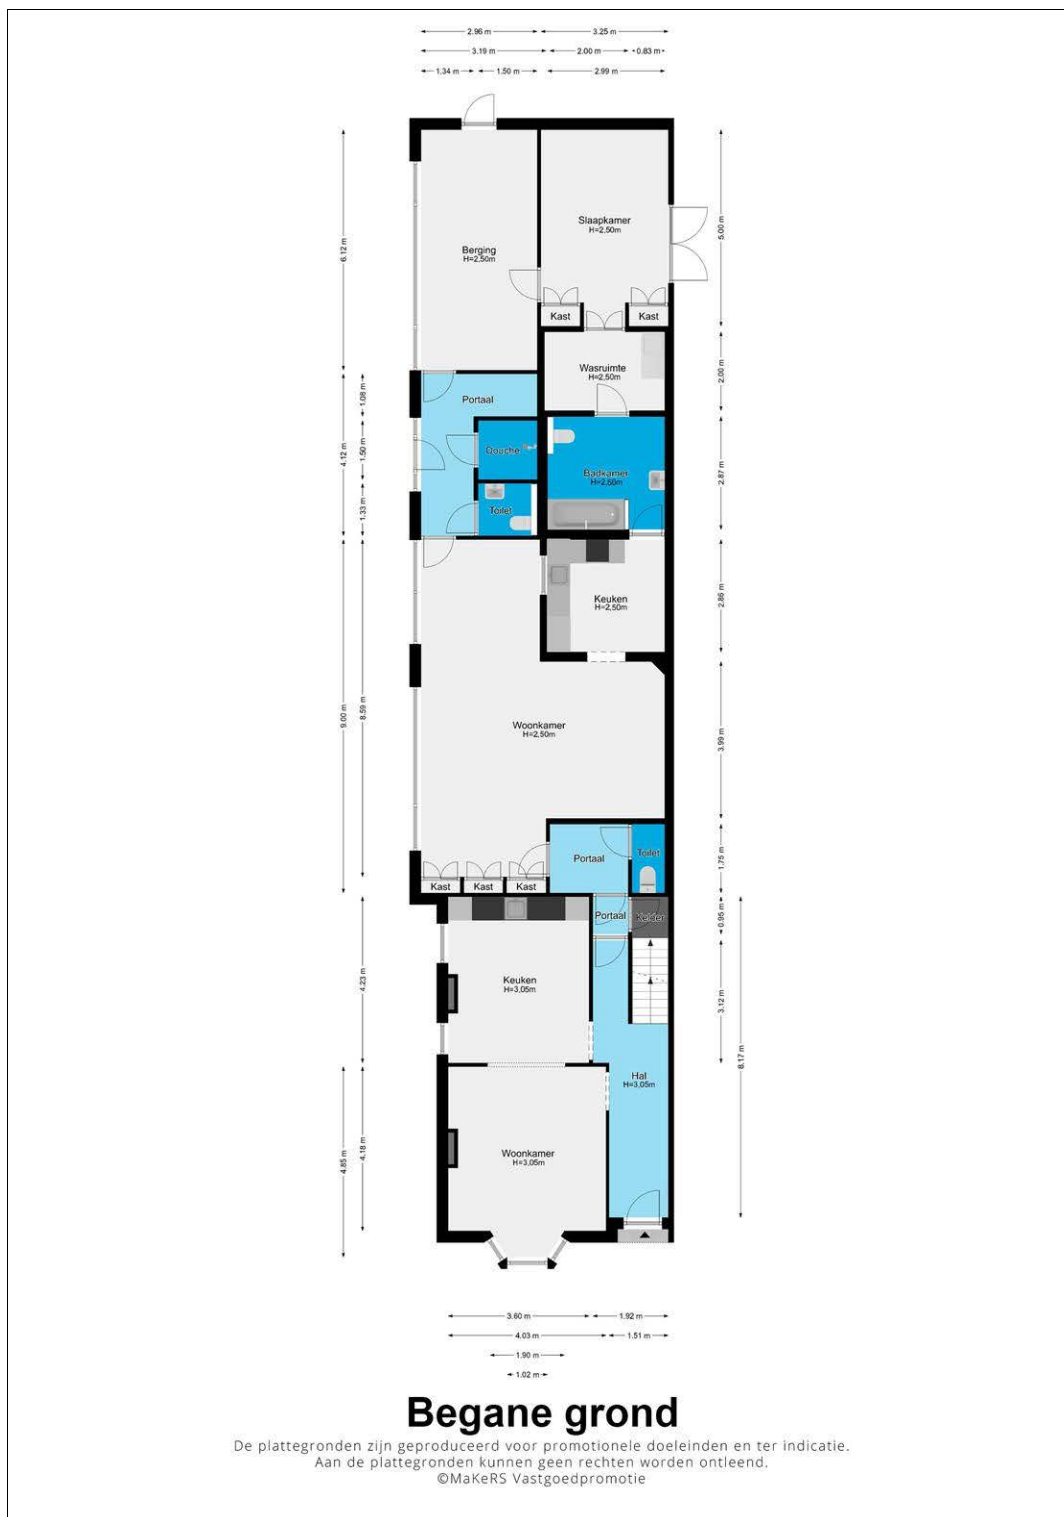 2.96 m 3.25 m
3.19 m 2.00 m 0.83 m
1.34 m 1.50 m 2.99 m
6.12 m
5.00 m
Slaapkamer
H=2,50m
Berging
H=2,50m
Kast Kast
Wasruimte
H=2,50m
2.00 m
1.08 m
Portaal
4.12 m
1.50 m
Douche
Badkamer
H=2,50m
2.87 m
1.33 m
Toilet
Keuken
H=2,50m
2.86 m
9.00 m
8.59 m
Woonkamer
H=2,50m
3.99 m
Portaal
Toilet
1.75 m
Kast Kast Kast
Portaal
Kelder
0.95 m
4.23 m
Keuken
H=3,05m
3.12 m
8.17 m
Hal
H=3,05m
4.85 m
4.18 m
Woonkamer
H=3,05m
3.60 m 1.92 m
4.03 m 1.51 m
1.90 m
1.02 m
Begane grond
De plattegronden zijn geproduceerd voor promotionele doeleinden en ter indicatie.
Aan de plattegronden kunnen geen rechten worden ontleend.
©MaKeRS Vastgoedpromotie